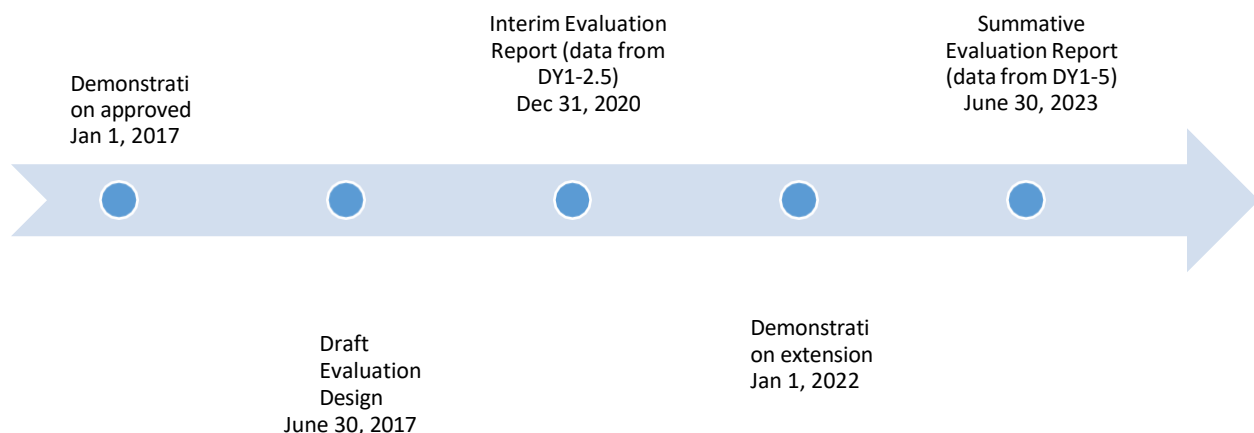 Demonstrati
on approved
Jan 1, 2017
Draft
Evaluation
Design
June 30, 2017
Interim Evaluation
Report (data from
DY1-2.5)
Dec 31, 2020
Demonstrati
on extension
Jan 1, 2022
Summative
Evaluation Report
(data from DY1-5)
June 30, 2023